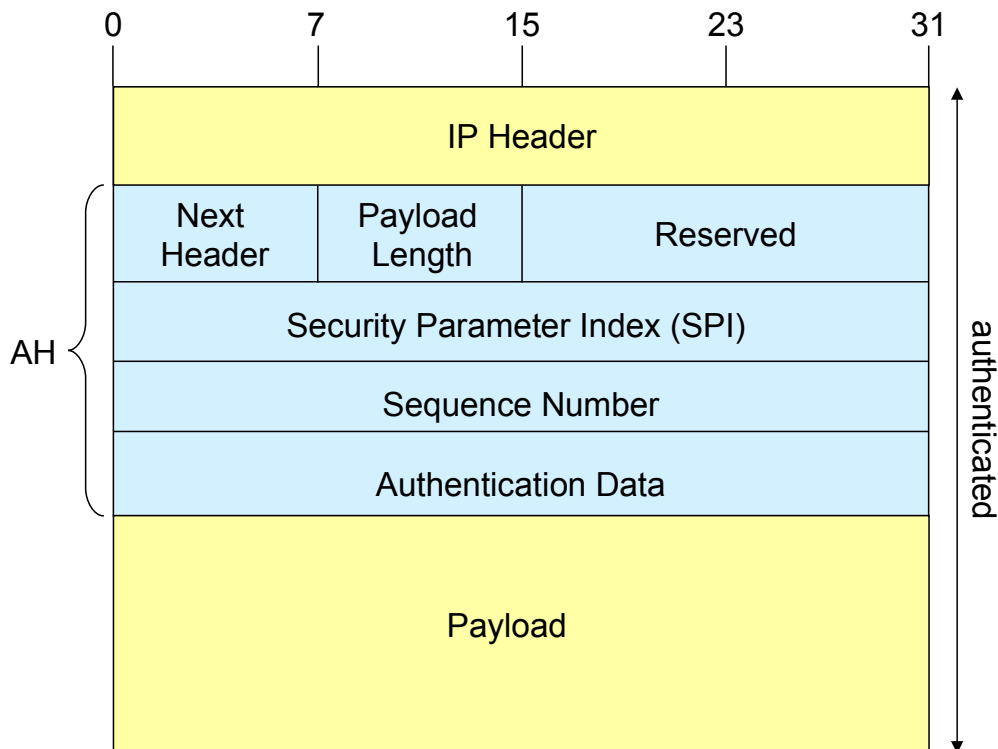 0 7 15 23 31
IP Header
Next
Header
Payload
Length
Reserved
AH
Security Parameter Index (SPI)
Sequence Number
Authentication Data
Payload
authenticated